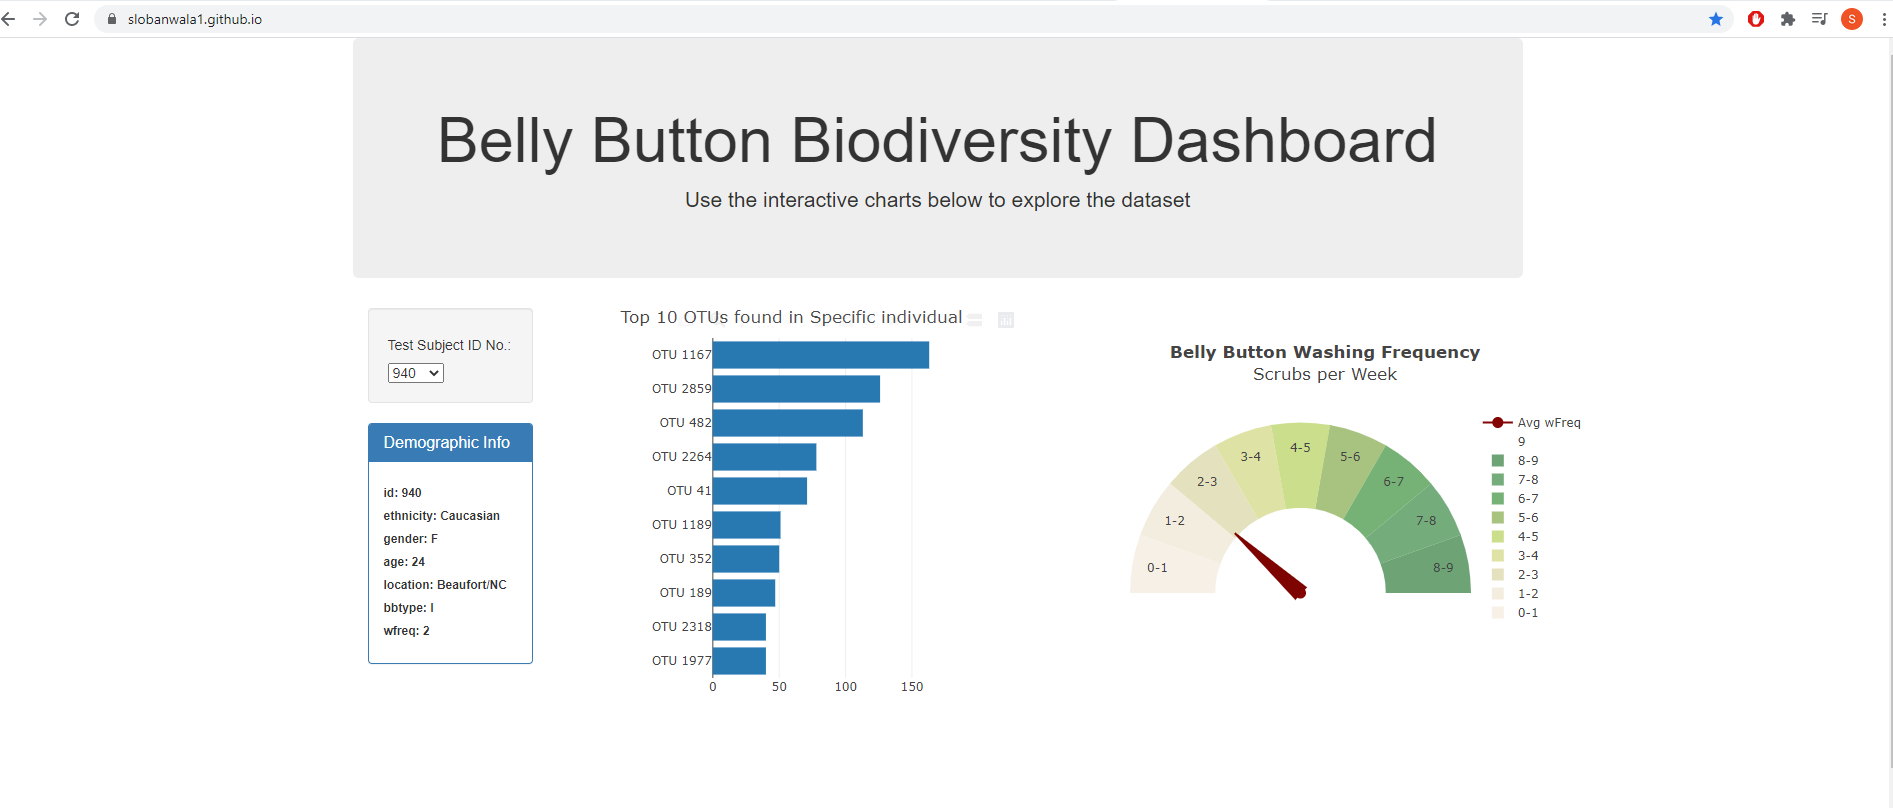 slobanwala1.github.io
S
Belly Button Biodiversity Dashboard
Use the interactive charts below to explore the dataset
Test Subject ID No.:
940
Demographic Info
id: 940
ethnicity: Caucasian
gender: F
age: 24
location: Beaufort/NC
bbtype: I
wfreq: 2
Top 10 OTUs found in Specific individual
OTU 1167
OTU 2859
OTU 482
OTU 2264
OTU 41
OTU 1189
OTU 352
OTU 189
OTU 2318
OTU 1977
0 50 100 150
Belly Button Washing Frequency
Scrubs per Week
0-1
1-2
2-3
3-4
4-5
5-6
6-7
7-8
8-9
Avg wFreq
9
8-9
7-8
6-7
5-6
4-5
3-4
2-3
1-2
0-1